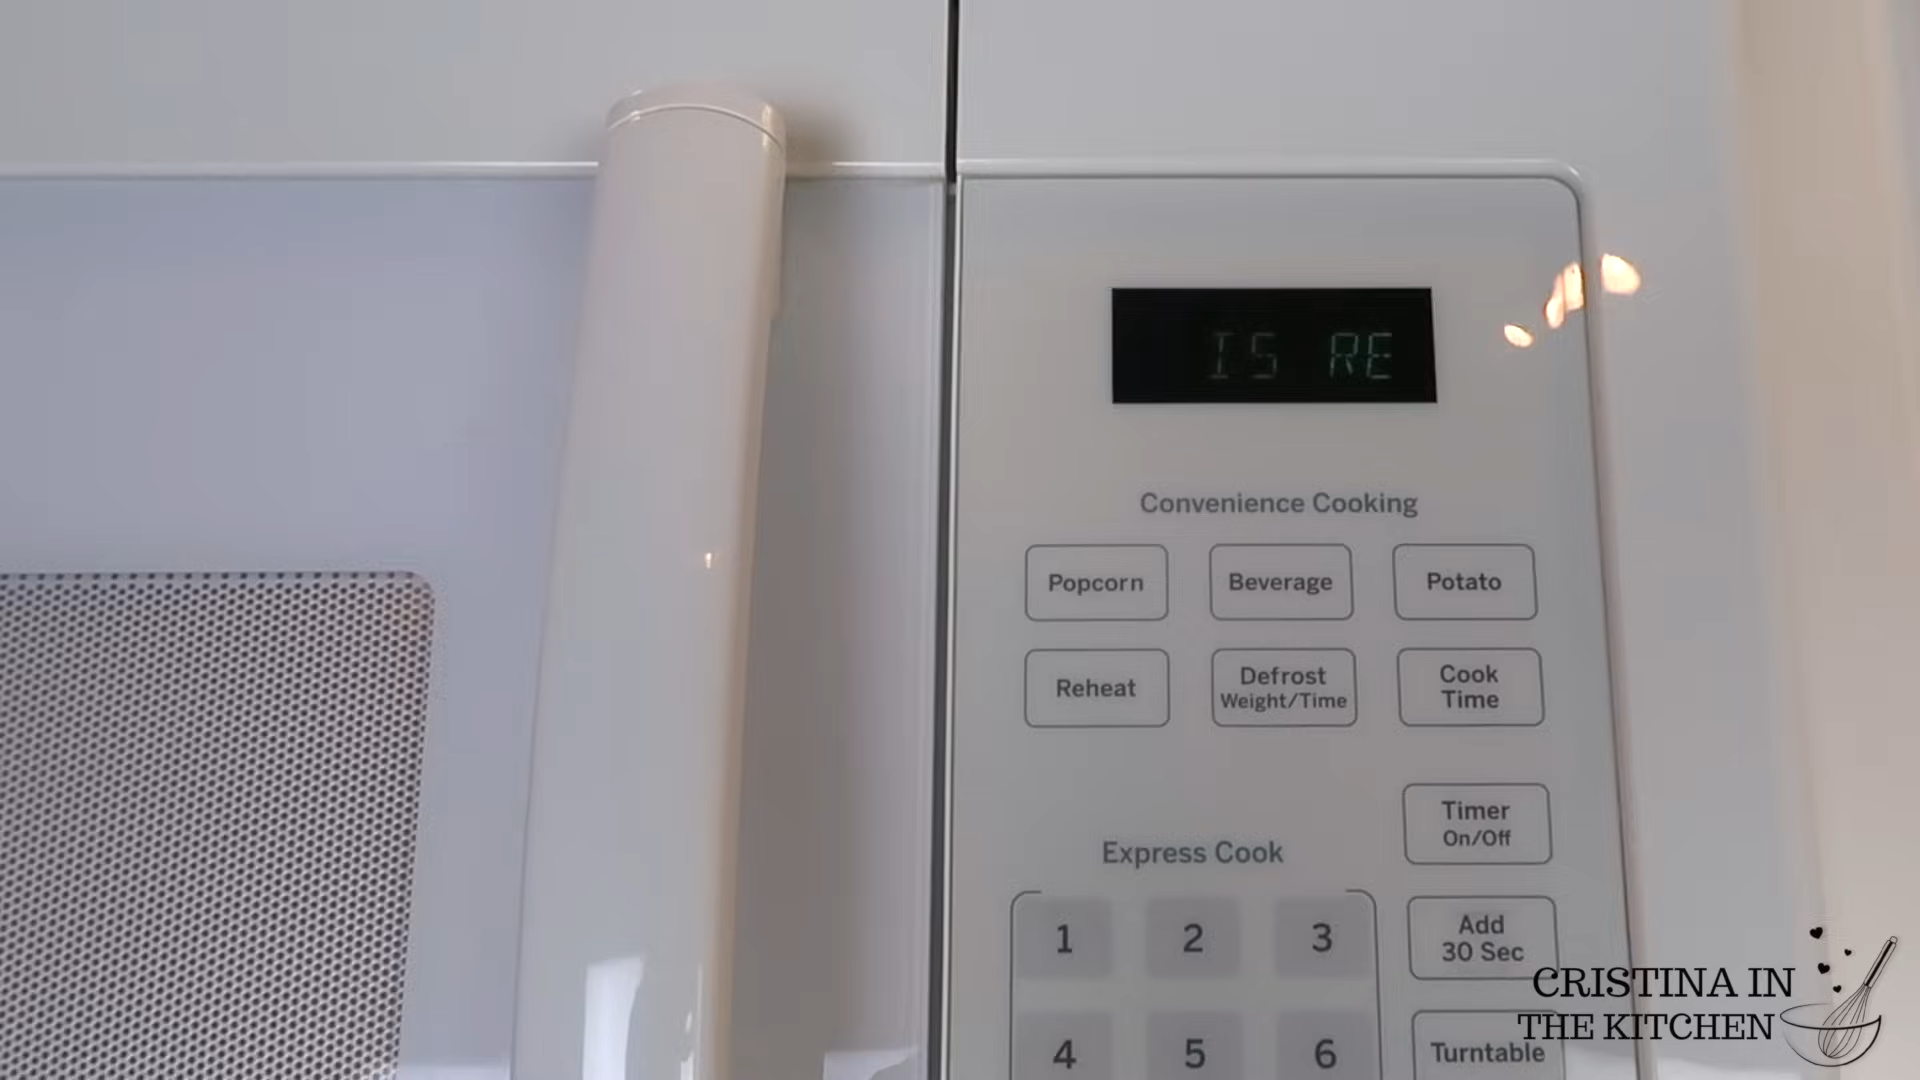 IS RE
Convenience Cooking
Popcorn Beverage Potato
Reheat
Defrost
Weight/Time
Cook
Time
Timer
On/Off
Express Cook
1 2 3
Add
30 Sec
4 5 6
Turntable
CRISTINA IN
THE KITCHEN